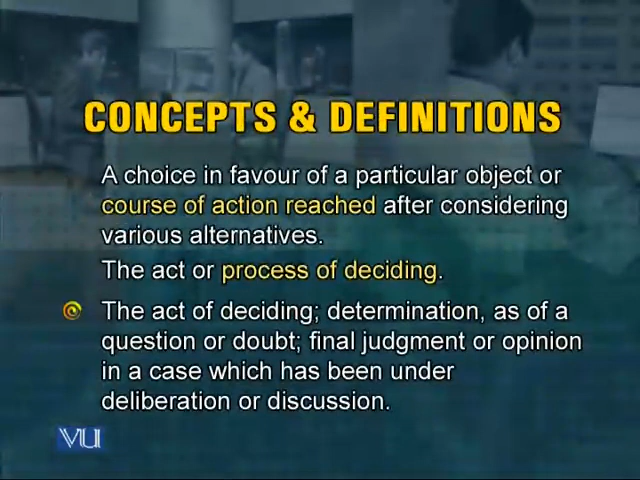 CONCEPTS & DEFINITIONS
A choice in favour of a particular object or
course of action reached after considering
various alternatives.
The act or process of deciding.
The act of deciding; determination, as of a
question or doubt; final judgment or opinion
in a case which has been under
deliberation or discussion.
VU